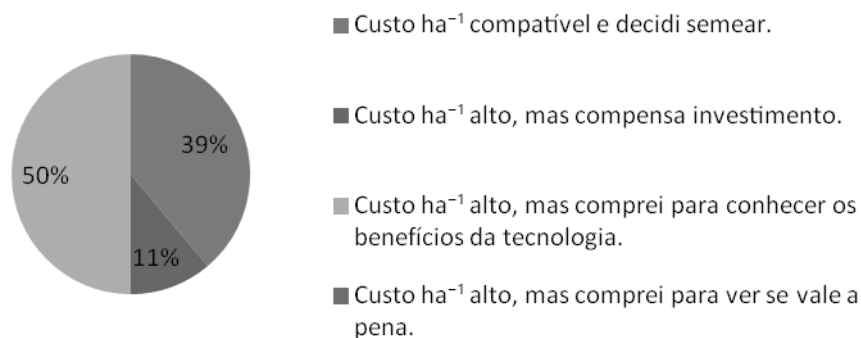 Custo ha⁻¹ compatível e decidi semear.
39%
Custo ha⁻¹ alto, mas compensa investimento.
50%
Custo ha⁻¹ alto, mas comprei para conhecer os
benefícios da tecnologia.
11%
Custo ha⁻¹ alto, mas comprei para ver se vale a
pena.